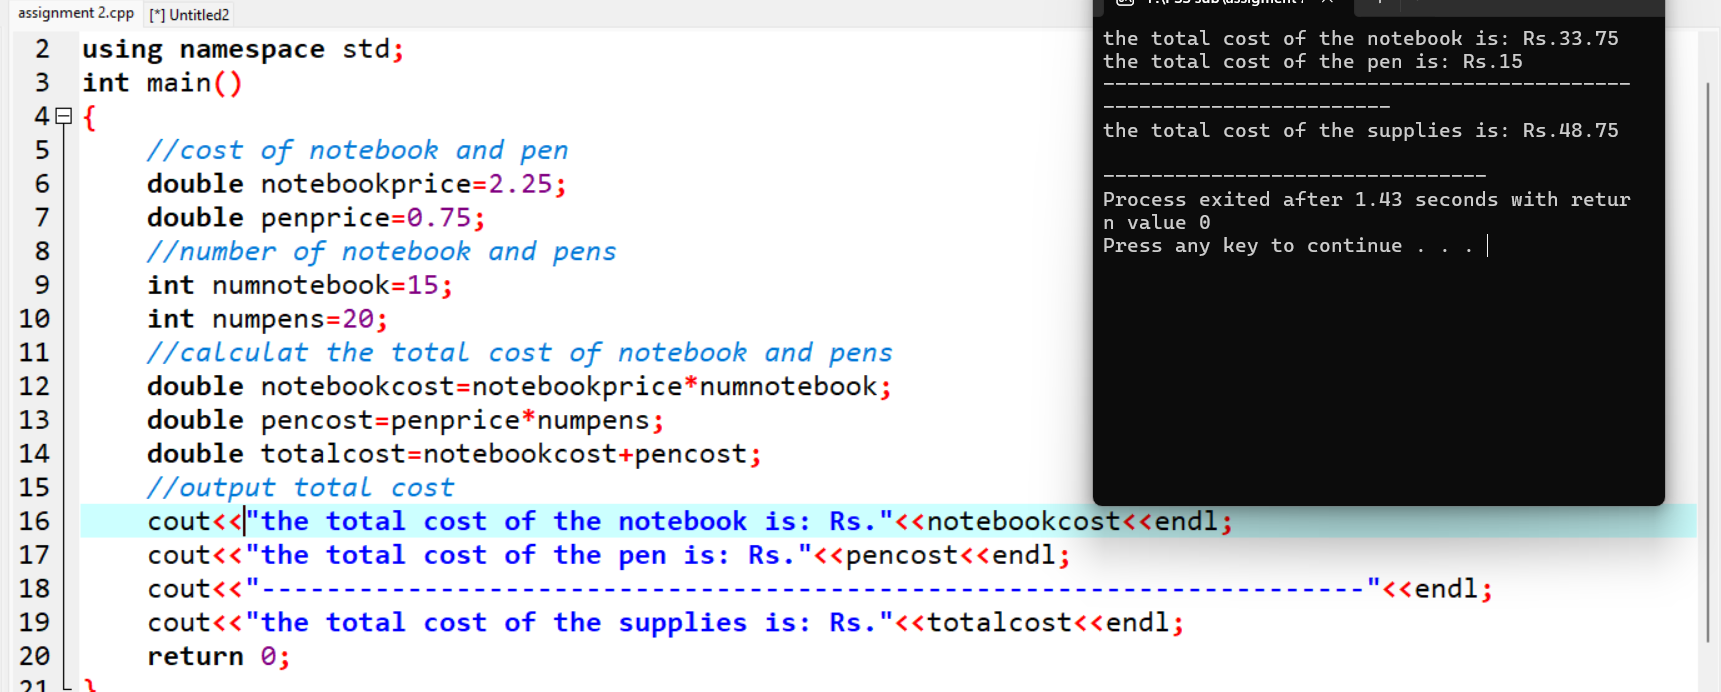 assignment 2.cpp [*] Untitled2
2 using namespace std;
3 int main()
4 {
5 //cost of notebook and pen
6 double notebookprice=2.25;
7 double penprice=0.75;
8 //number of notebook and pens
9 int numnotebook=15;
10 int numpens=20;
11 //calculat the total cost of notebook and pens
12 double notebookcost=notebookprice*numnotebook;
13 double pencost=penprice*numpens;
14 double totalcost=notebookcost+pencost;
15 //output total cost
16 cout<<"the total cost of the notebook is: Rs."<<notebookcost<<endl;
17 cout<<"the total cost of the pen is: Rs."<<pencost<<endl;
18 cout<<"--------------------------------------------------------------------"<<endl;
19 cout<<"the total cost of the supplies is: Rs."<<totalcost<<endl;
20 return 0;
21 }
the total cost of the notebook is: Rs.33.75
the total cost of the pen is: Rs.15
--------------------------------------------
------------------------
the total cost of the supplies is: Rs.48.75
--------------------------------
Process exited after 1.43 seconds with retur
n value 0
Press any key to continue . . .